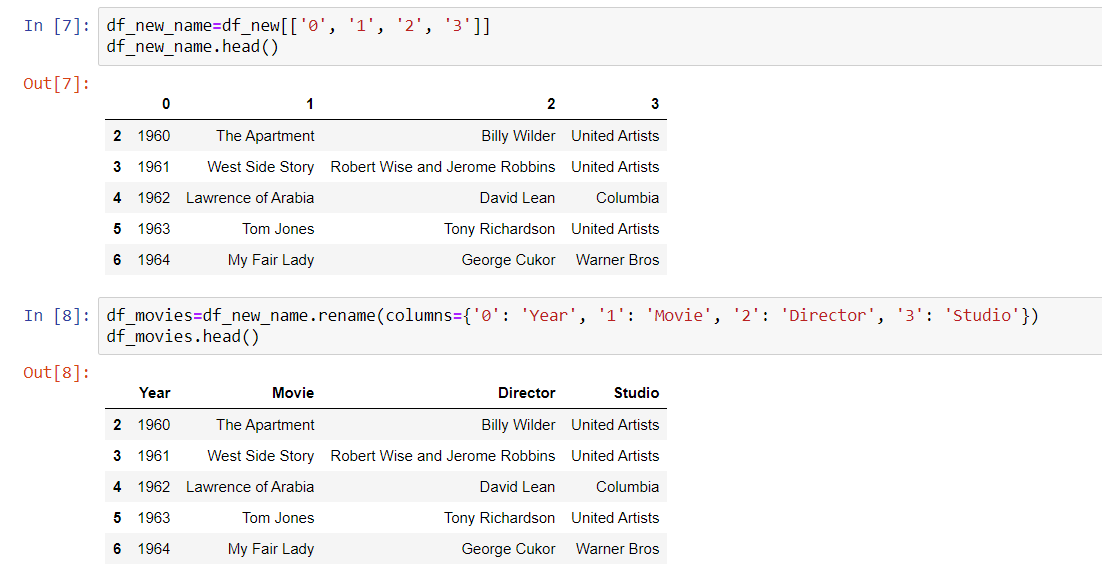 In [7]: df_new_name=df_new[['0', '1', '2', '3']]
df_new_name.head()
Out[7]:
0 1 2 3
2 1960 The Apartment Billy Wilder United Artists
3 1961 West Side Story Robert Wise and Jerome Robbins United Artists
4 1962 Lawrence of Arabia David Lean Columbia
5 1963 Tom Jones Tony Richardson United Artists
6 1964 My Fair Lady George Cukor Warner Bros
In [8]: df_movies=df_new_name.rename(columns={'0': 'Year', '1': 'Movie', '2': 'Director', '3': 'Studio'})
df_movies.head()
Out[8]:
Year Movie Director Studio
2 1960 The Apartment Billy Wilder United Artists
3 1961 West Side Story Robert Wise and Jerome Robbins United Artists
4 1962 Lawrence of Arabia David Lean Columbia
5 1963 Tom Jones Tony Richardson United Artists
6 1964 My Fair Lady George Cukor Warner Bros